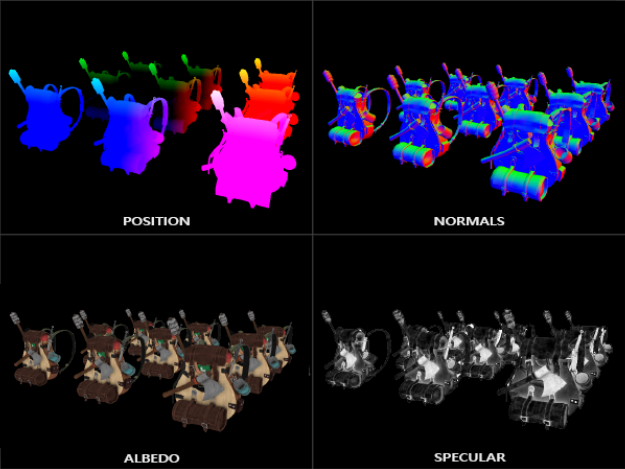 POSITION
NORMALS
ALBEDO
SPECULAR